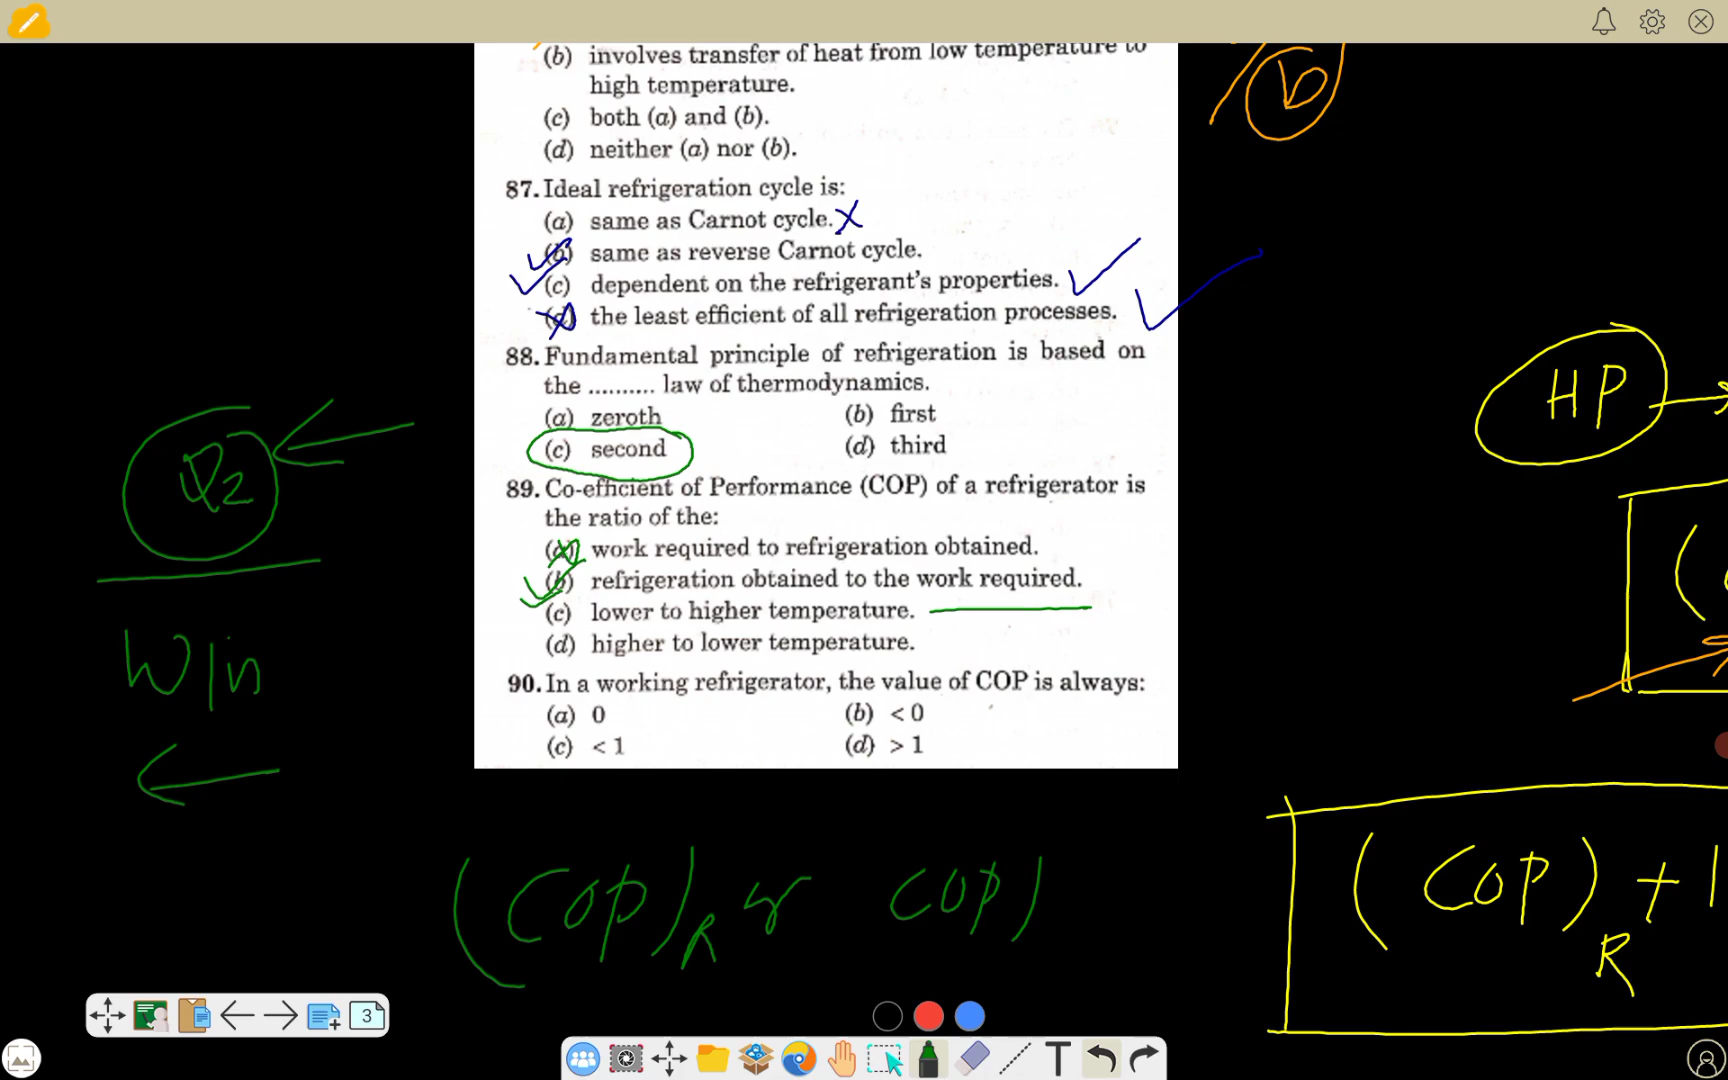 (b) involves transfer of heat from low temperature to
high temperature.
(c) both (a) and (b).
(d) neither (a) nor (b).
b
87. Ideal refrigeration cycle is:
(a) same as Carnot cycle.
(b) same as reverse Carnot cycle.
(c) dependent on the refrigerant's properties.
(d) the least efficient of all refrigeration processes.
88. Fundamental principle of refrigeration is based on
the .......... law of thermodynamics.
(a) zeroth (b) first
(c) second (d) third
HP
89. Co-efficient of Performance (COP) of a refrigerator is
the ratio of the:
(a) work required to refrigeration obtained.
(b) refrigeration obtained to the work required.
(c) lower to higher temperature.
(d) higher to lower temperature.
W/in
90. In a working refrigerator, the value of COP is always:
(a) 0 (b) < 0
(c) < 1 (d) > 1
(COP)R COP)
(COP)R + 1
3
T